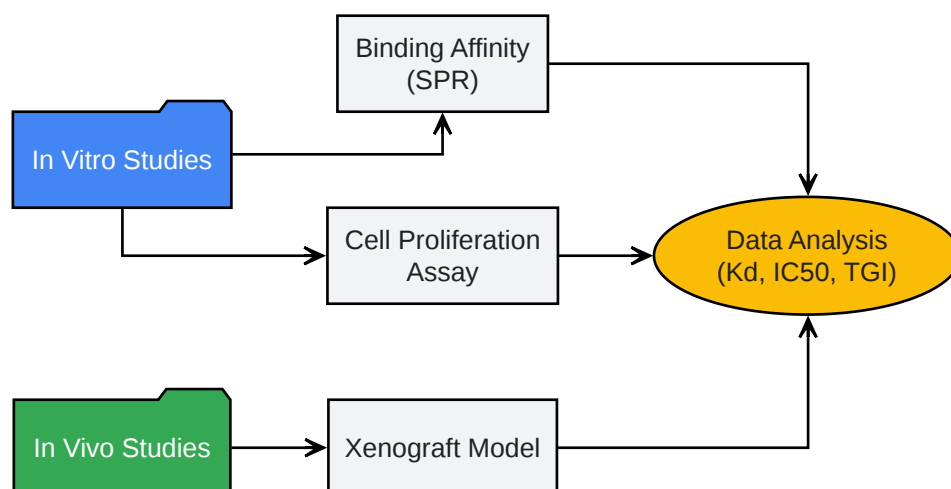 Binding Affinity
(SPR)
In Vitro Studies
Cell Proliferation
Assay
Data Analysis
(Kd, IC50, TGI)
In Vivo Studies
Xenograft Model